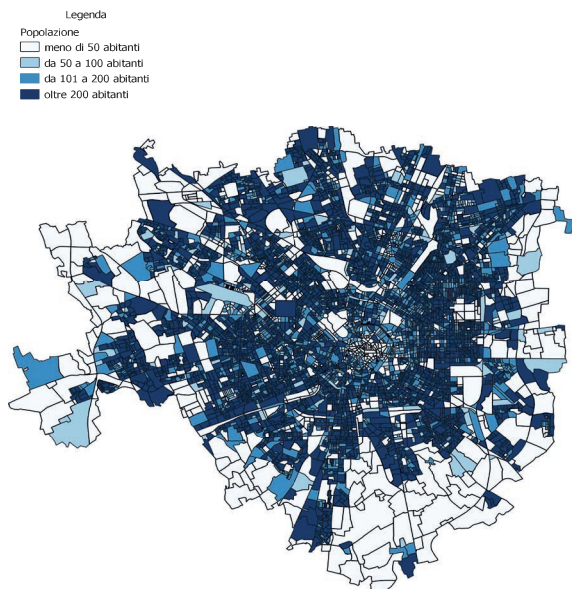 Legenda
Popolazione
meno di 50 abitanti
da 50 a 100 abitanti
da 101 a 200 abitanti
oltre 200 abitanti